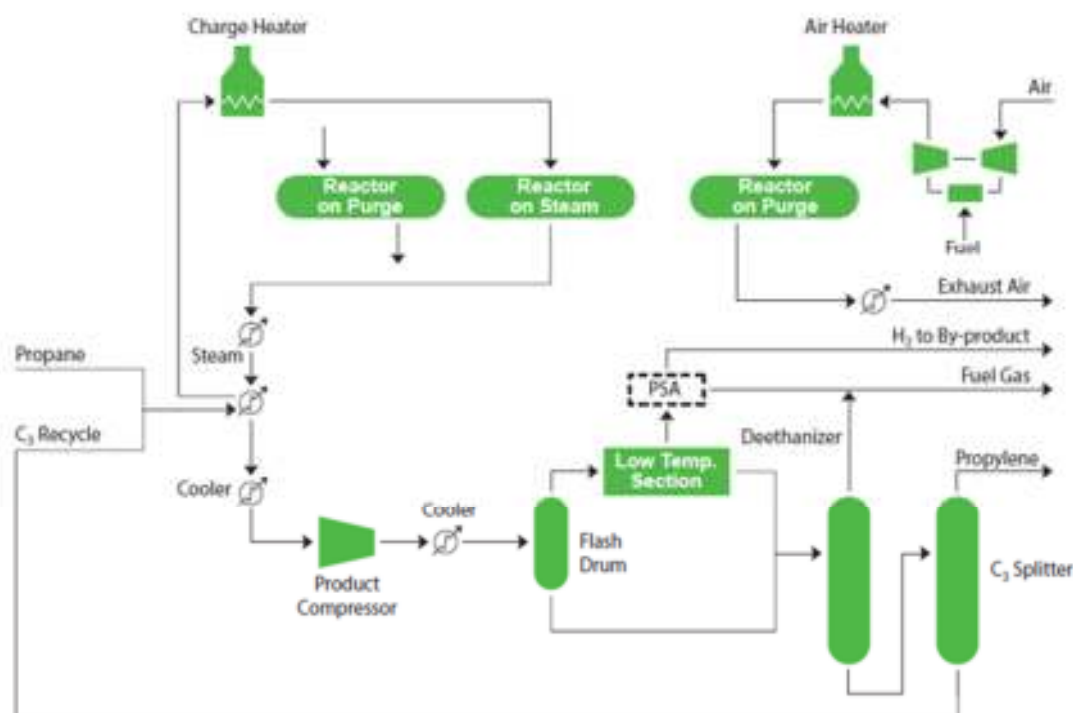 Charge Heater
Air Heater
Air
Reactor
on Purge
Reactor
on Steam
Reactor
on Purge
Fuel
Exhaust Air
H₂ to By-product
Steam
Propane
PSA
Fuel Gas
C₃ Recycle
Deethanizer
Low Temp.
Section
Propylene
Cooler
Cooler
Flash
Drum
C₃ Splitter
Product
Compressor